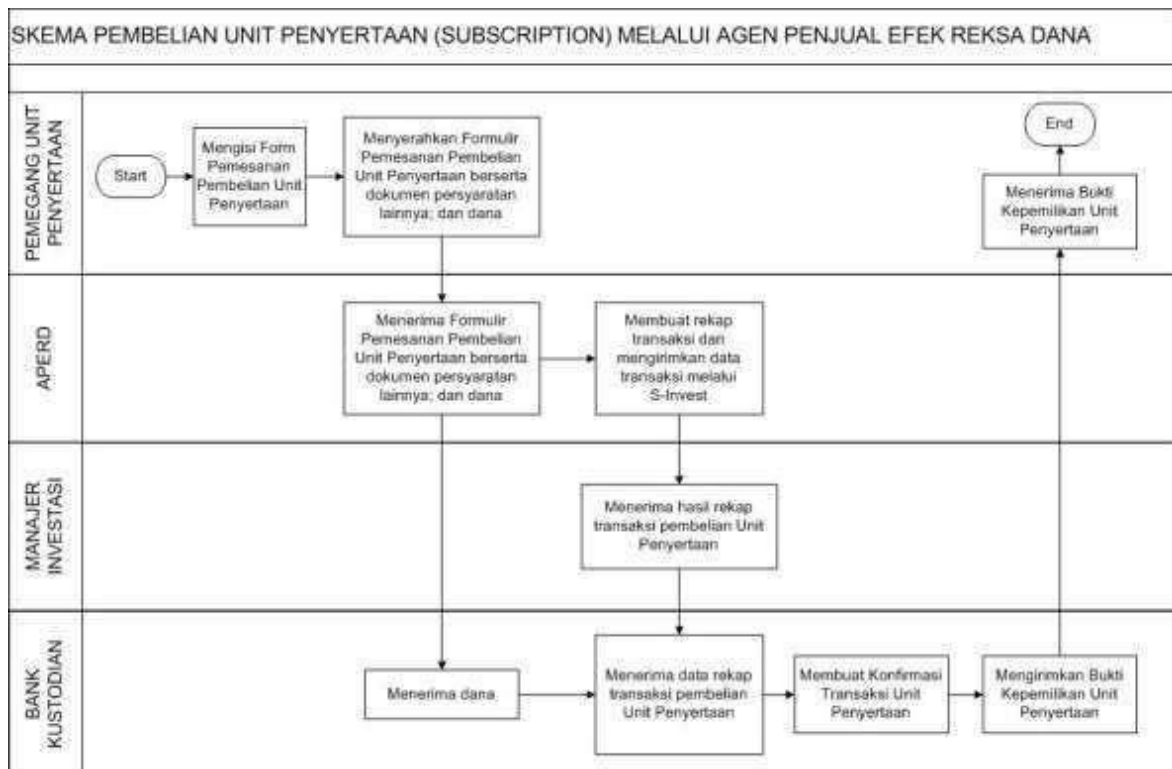 SKEMA PEMBELIAN UNIT PENYERTAAN (SUBSCRIPTION) MELALUI AGEN PENJUAL EFEK REKSA DANA
PEMEGANG UNIT
PENYERTAAN
Start
Mengisi Form
Pemesanan
Pembelian Unit
Penyertaan
Menyerahkan Formulir
Pemesanan Pembelian
Unit Penyertaan berserta
dokumen persyaratan
lainnya; dan dana
End
Menerima Bukti
Kepemilikan Unit
Penyertaan
APERD
Menerima Formulir
Pemesanan Pembelian
Unit Penyertaan berserta
dokumen persyaratan
lainnya; dan dana
Membuat rekap
transaksi dan
mengirimkan data
transaksi melalui
S-Invest
MANAJER
INVESTASI
Menerima hasil rekap
transaksi pembelian Unit
Penyertaan
BANK
KUSTODIAN
Menerima dana
Menerima data rekap
transaksi pembelian
Unit Penyertaan
Membuat Konfirmasi
Transaksi Unit
Penyertaan
Mengirimkan Bukti
Kepemilikan Unit
Penyertaan